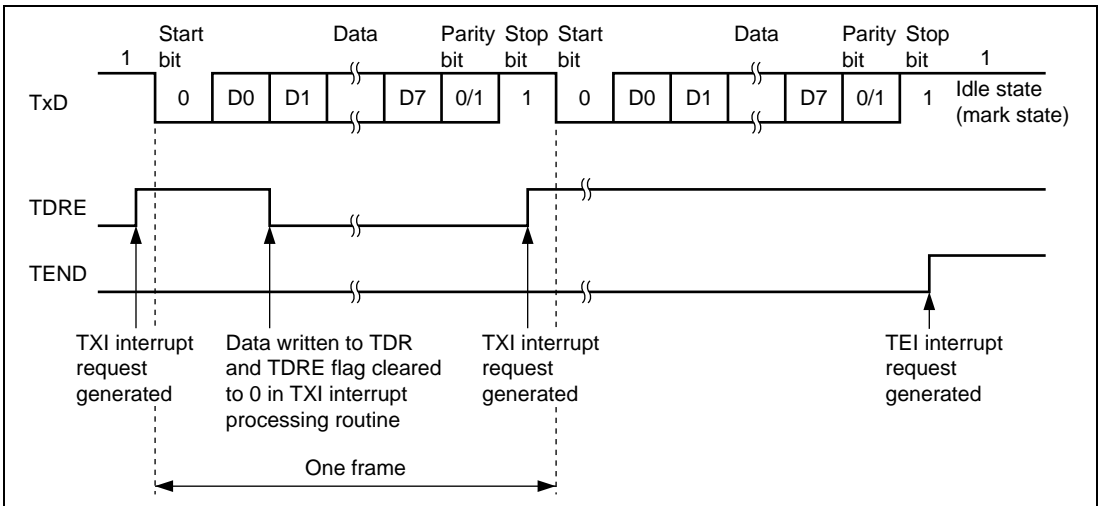 Start Data Parity Stop Start Data Parity Stop
1 bit bit bit bit bit bit 1
TxD 0 D0 D1 D7 0/1 1 0 D0 D1 D7 0/1 1 Idle state
(mark state)
TDRE
TEND
TXI interrupt
request
generated
Data written to TDR
and TDRE flag cleared
to 0 in TXI interrupt
processing routine
TXI interrupt
request
generated
TEI interrupt
request
generated
One frame